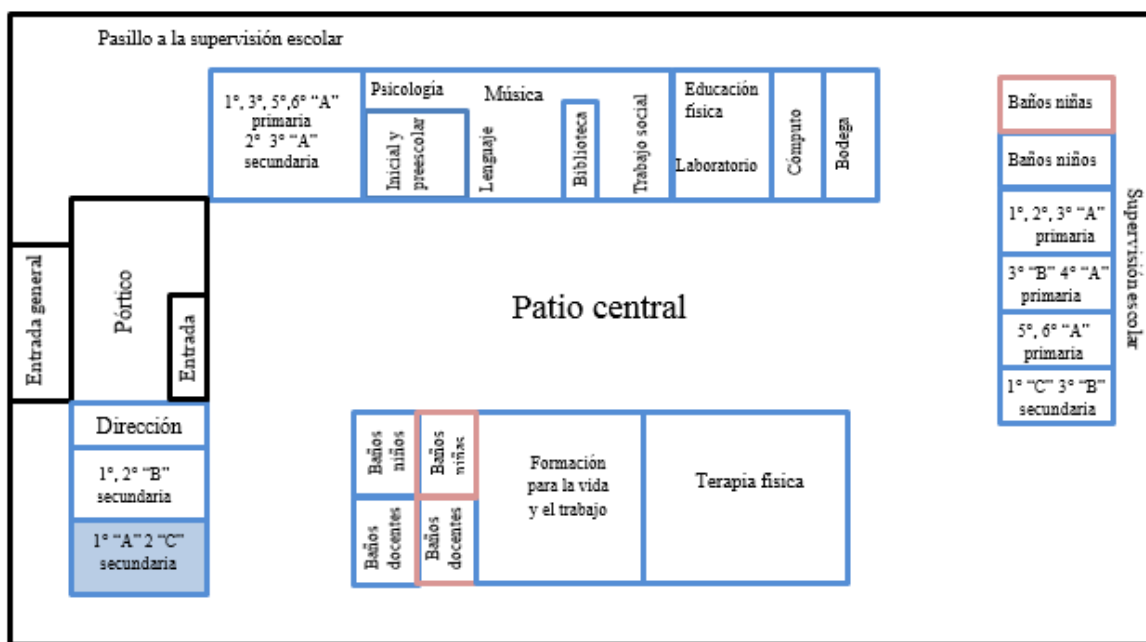 Pasillo a la supervisión escolar
1°, 3°, 5°,6° “A”
primaria
2° 3° “A”
secundaria
Psicología
Inicial y
preescolar
Música
Lenguaje
Biblioteca
Trabajo social
Educación
física
Laboratorio
Cómputo
Bodega
Baños niñas
Baños niños
1°, 2°, 3° “A”
primaria
3° “B” 4° “A”
primaria
5°, 6° “A”
primaria
1° “C” 3° “B”
secundaria
Supervisión escolar
Entrada general
Pórtico
Entrada
Patio central
Dirección
1°, 2° “B”
secundaria
1° “A” 2 “C”
secundaria
Baños
niños
Baños
niñas
Baños
docentes
Baños
docentes
Formación
para la vida
y el trabajo
Terapia física